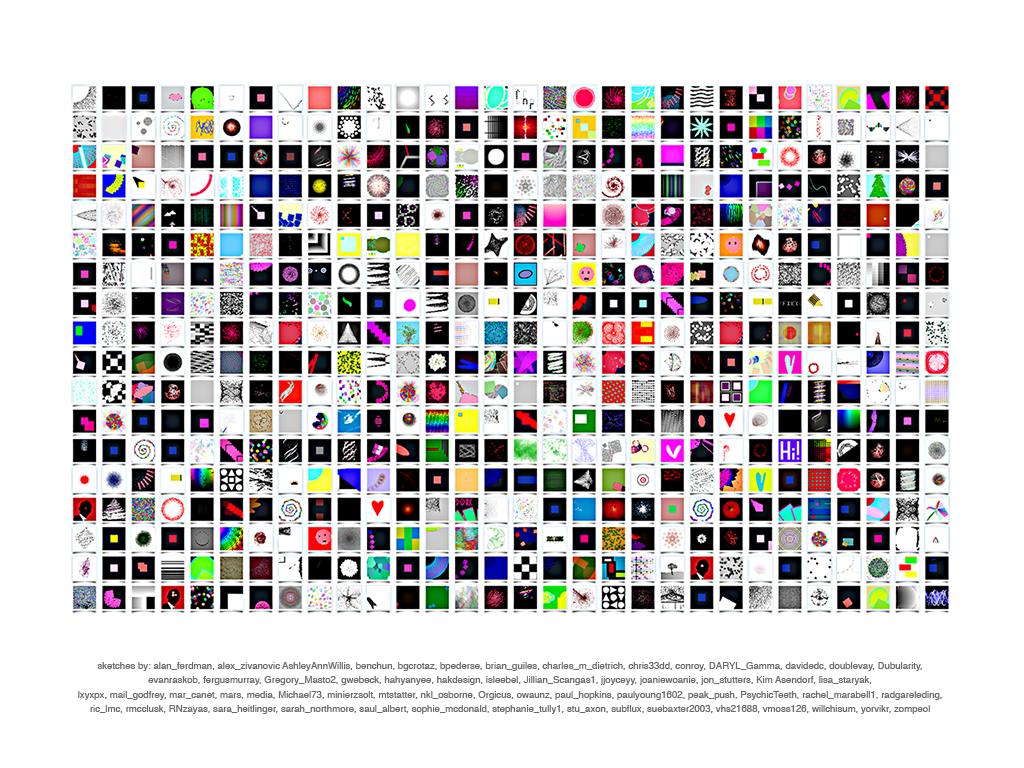 Hi!
sketches by: alan_ferdman, alex_zivanovic AshleyAnnWillis, benchun, bgcrotaz, bpederse, brian_guiles, charles_m_dietrich, chris33dd, conroy, DARYL_Gamma, davidedc, doublevay, Dubularity,
evanraskob, fergusmurray, Gregory_Masto2, gwebeck, hahyanyee, hakdesign, isleebel, Jillian_Scangas1, jjoyceyy, joaniewoanie, jon_stutters, Kim Asendorf, lisa_staryak,
lxyxpx, mail_godfrey, mar_canet, mars, media, Michael73, minierzsolt, mtstatter, nkl_osborne, Orgicus, owaunz, paul_hopkins, paulyoung1602, peak_push, PsychicTeeth, rachel_marabell1, radgareleding,
ric_lmc, rmcclusk, RNzayas, sara_heitlinger, sarah_northmore, saul_albert, sophie_mcdonald, stephanie_tully1, stu_axon, subflux, suebaxter2003, vhs21688, vmoss126, willchisum, yorvikr, zompeol